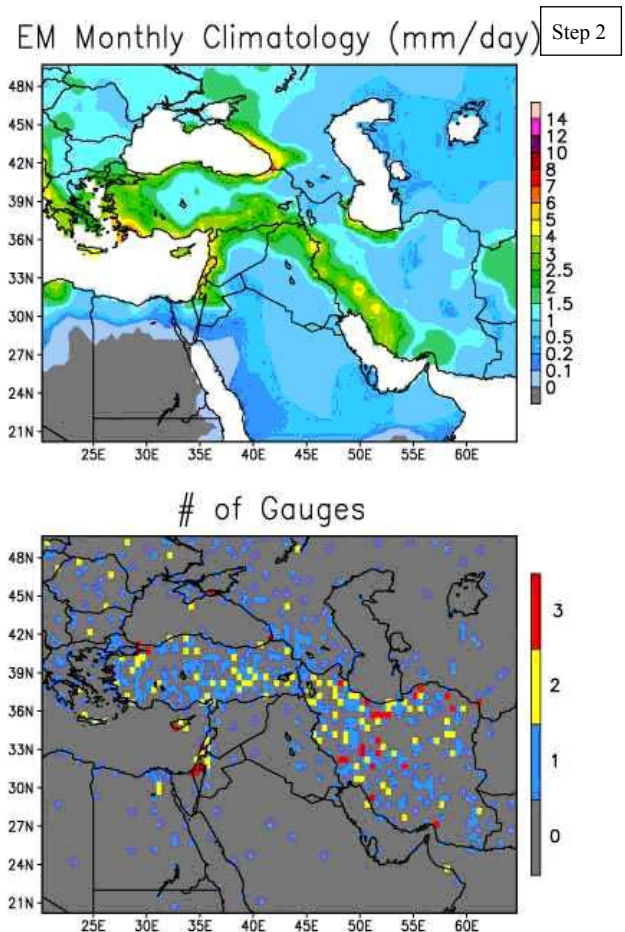 EM Monthly Climatology (mm/day)
Step 2
48N
45N
42N
39N
36N
33N
30N
27N
24N
21N
25E 30E 35E 40E 45E 50E 55E 60E
14
12
10
8
7
6
5
4
3
2.5
2
1.5
1
0.5
0.2
0.1
0
# of Gauges
48N
45N
42N
39N
36N
33N
30N
27N
24N
21N
25E 30E 35E 40E 45E 50E 55E 60E
3
2
1
0